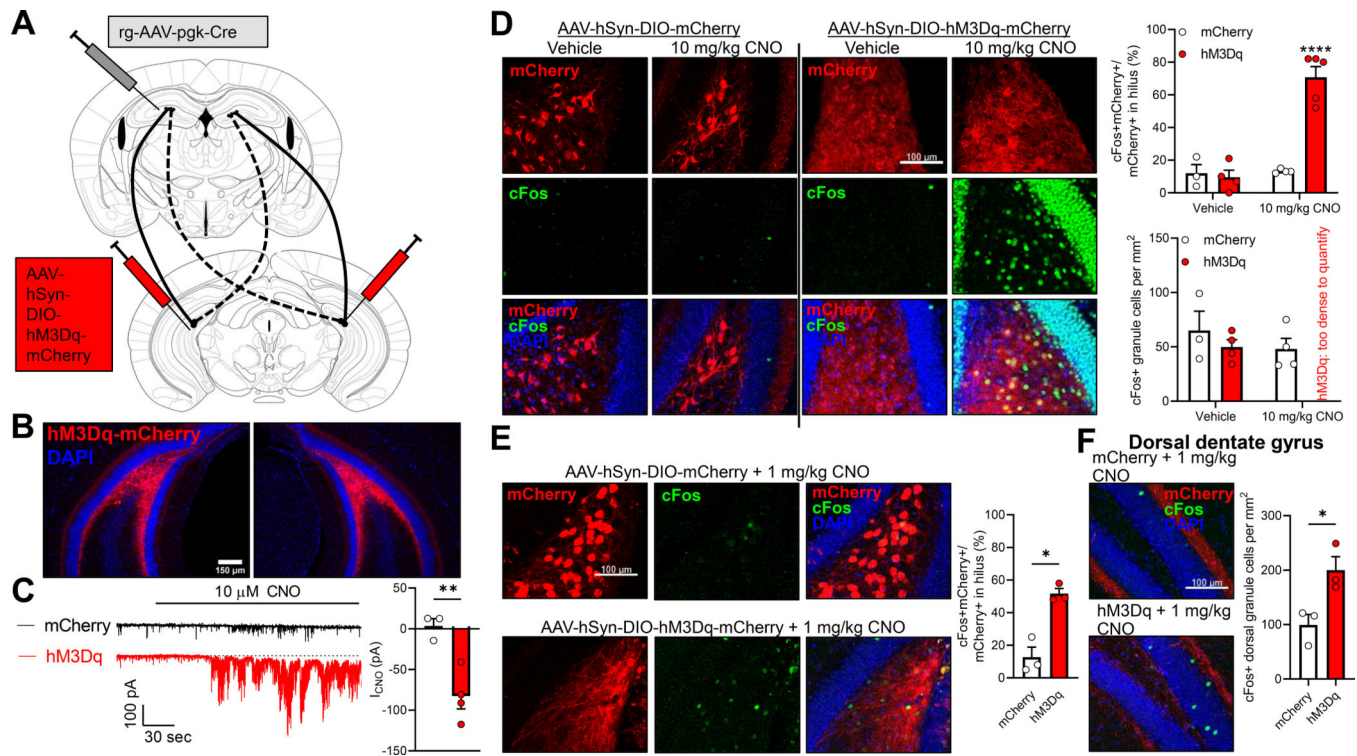 A
rg-AAV-pgk-Cre
AAV-
hSyn-
DIO-
hM3Dq-
mCherry
B
hM3Dq-mCherry
DAPI
150 µm
C
10 µM CNO
mCherry
hM3Dq
100 pA
30 sec
I_CNO (pA)
50
0
-50
-100
-150
**
D
AAV-hSyn-DIO-mCherry
AAV-hSyn-DIO-hM3Dq-mCherry
Vehicle
10 mg/kg CNO
Vehicle
10 mg/kg CNO
mCherry
mCherry
100 µm
cFos
cFos
mCherry
cFos
DAPI
mCherry
cFos
DAPI
cFos+mCherry+/
mCherry+ in hilus (%)
100
80
60
40
20
0
mCherry
hM3Dq
****
Vehicle
10 mg/kg CNO
cFos+ granule cells per mm²
150
100
50
0
mCherry
hM3Dq
hM3Dq: too dense to quantify
Vehicle
10 mg/kg CNO
E
AAV-hSyn-DIO-mCherry + 1 mg/kg CNO
mCherry
cFos
mCherry
cFos
DAPI
100 µm
AAV-hSyn-DIO-hM3Dq-mCherry + 1 mg/kg CNO
cFos+mCherry+/
mCherry+ in hilus (%)
100
80
60
40
20
0
*
mCherry
hM3Dq
F
Dorsal dentate gyrus
mCherry + 1 mg/kg
CNO
mCherry
cFos
DAPI
100 µm
hM3Dq + 1 mg/kg
CNO
cFos+ dorsal granule cells per mm²
300
200
100
0
*
mCherry
hM3Dq